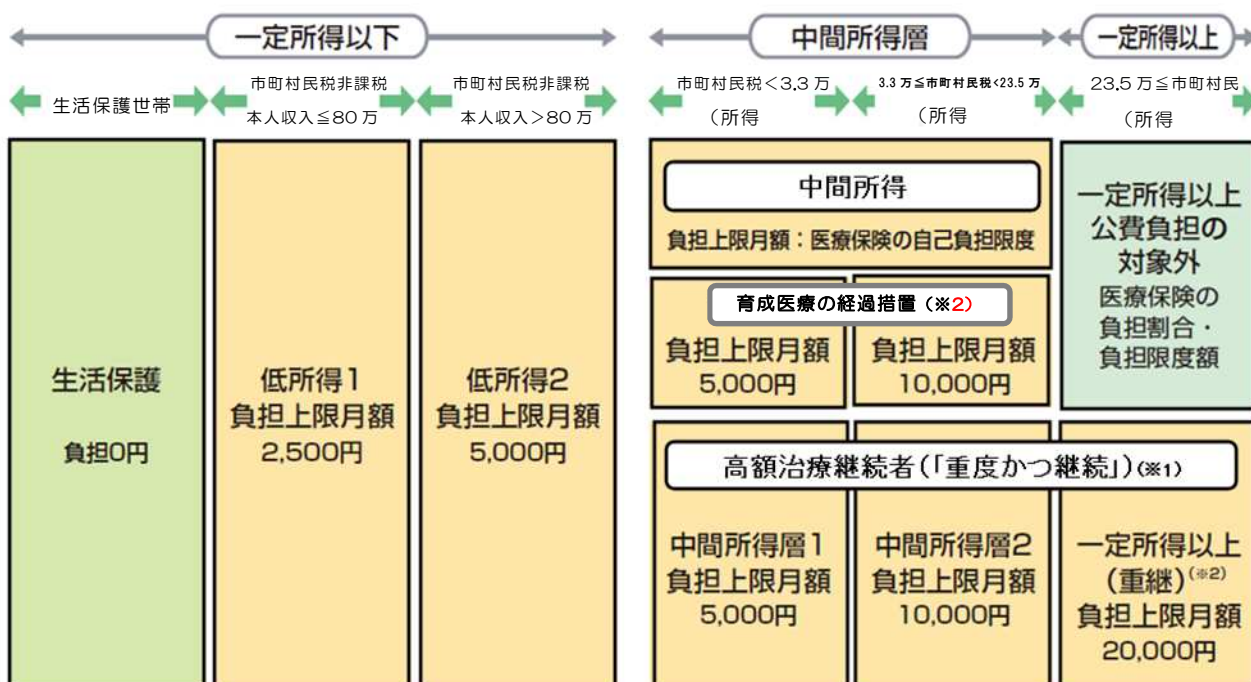 一定所得以下
中間所得層
一定所得以上
生活保護世帯
市町村民税非課税
本人収入≦80万
市町村民税非課税
本人収入>80万
市町村民税<3.3万
(所得
3.3万≦市町村民税<23.5万
(所得
23.5万≦市町村民
(所得
生活保護
負担0円
低所得1
負担上限月額
2,500円
低所得2
負担上限月額
5,000円
中間所得
負担上限月額:医療保険の自己負担限度
育成医療の経過措置(※2)
負担上限月額
5,000円
負担上限月額
10,000円
一定所得以上
公費負担の
対象外
医療保険の
負担割合・
負担限度額
高額治療継続者(「重度かつ継続」)(※1)
中間所得層1
負担上限月額
5,000円
中間所得層2
負担上限月額
10,000円
一定所得以上
(重継)(※2)
負担上限月額
20,000円